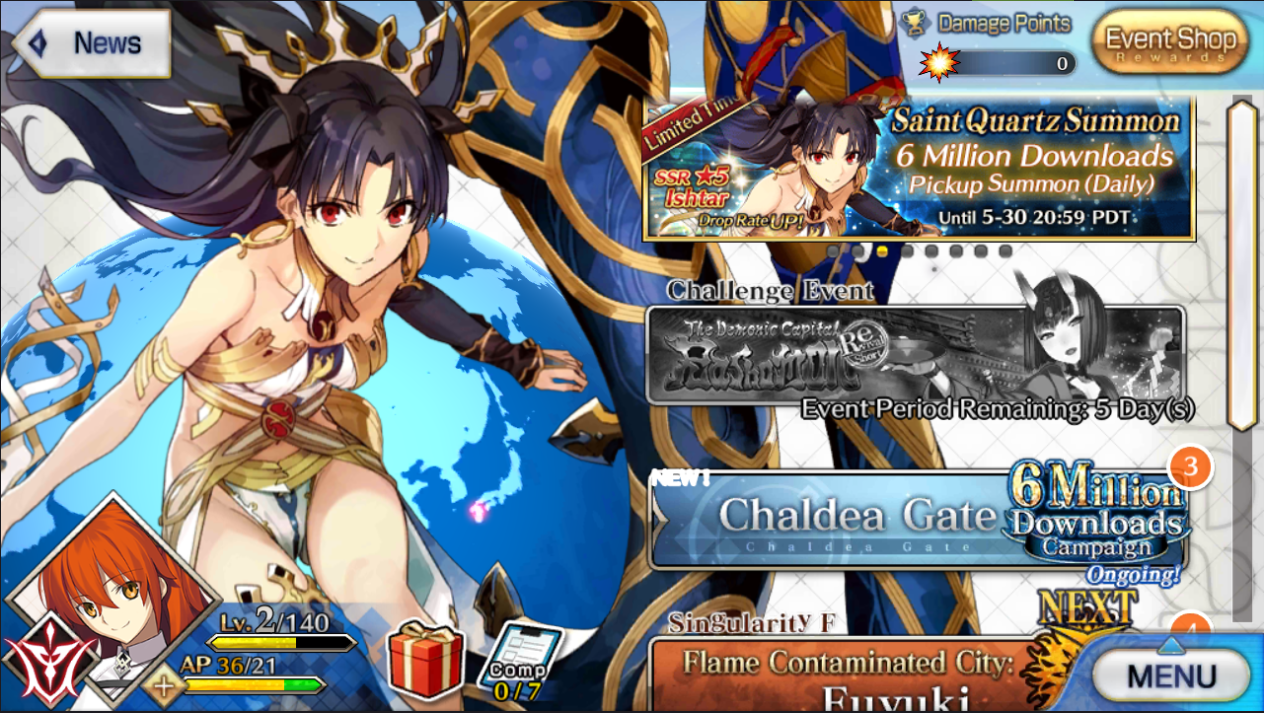 News
Damage Points
0
Event Shop
Rewards
Limited Time
Saint Quartz Summon
6 Million Downloads
Pickup Summon (Daily)
SSR ★5
Ishtar
Drop Rate UP!
Until 5-30 20:59 PDT
Challenge Event
The Demonic Capital
Rashomon
Revival
Short
Event Period Remaining: 5 Day(s)
NEW!
3
Chaldea Gate
Chaldea Gate
6 Million
Downloads
Campaign
Ongoing!
NEXT
Singularity F
4
Flame Contaminated City:
Fuyuki
Lv. 2/140
AP 36/21
Comp
0/7
MENU